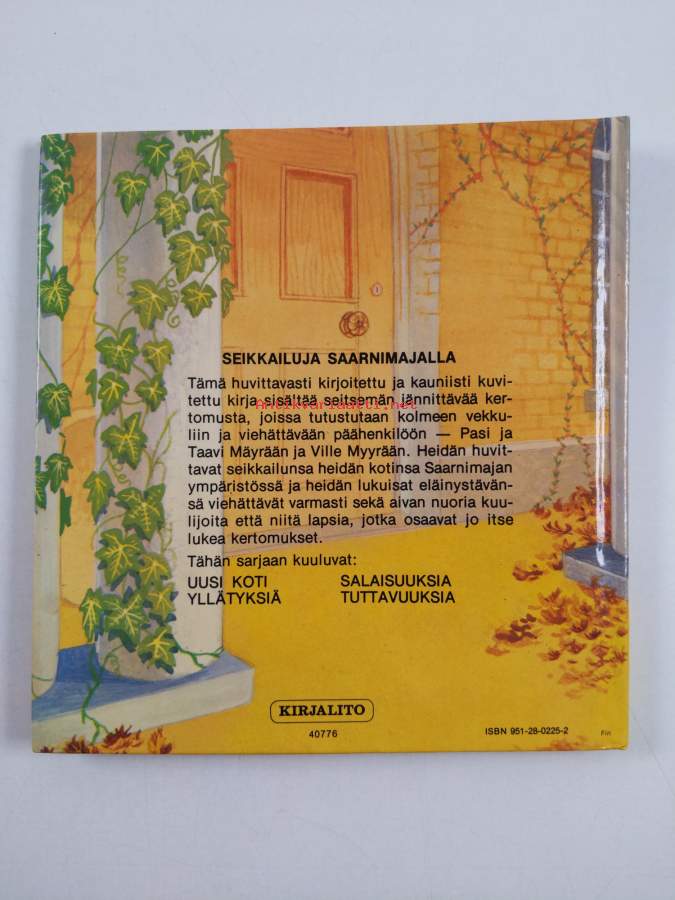 SEIKKAILUJA SAARNIMAJALLA
Tämä huvittavasti kirjoitettu ja kauniisti kuvi-
tettu kirja sisältää seitsemän jännittävää ker-
Antikvariaatti.net
tomusta, joissa tutustutaan kolmeen vekku-
liin ja viehättävään päähenkilöön — Pasi ja
Taavi Mäyrään ja Ville Myyrään. Heidän huvit-
tavat seikkailunsa heidän kotinsa Saarnimajan
ympäristössä ja heidän lukuisat eläinystävän-
sä viehättävät varmasti sekä aivan nuoria kuu-
lijoita että niitä lapsia, jotka osaavat jo itse
lukea kertomukset.
Tähän sarjaan kuuluvat:
UUSI KOTI SALAISUUKSIA
YLLÄTYKSIÄ TUTTAVUUKSIA
KIRJALITO
40776
ISBN 951-28-0225-2
Fin